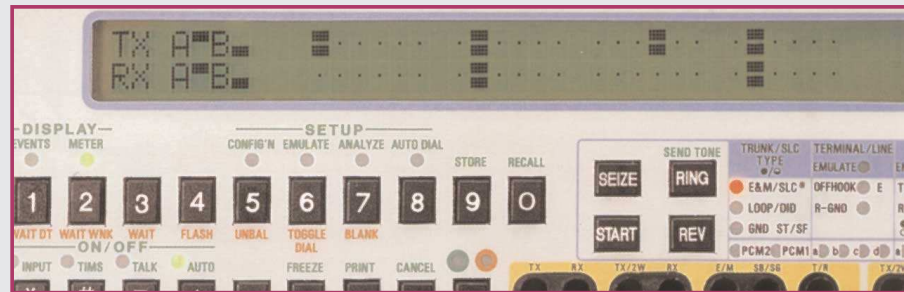 TX A B
RX A B
DISPLAY
SETUP
EVENTS METER CONFIG'N EMULATE ANALYZE AUTO DIAL STORE RECALL
1 2 3 4 5 6 7 8 9 0
WAIT DT WAIT WNK WAIT FLASH UNBAL TOGGLE DIAL BLANK
ON/OFF
INPUT TIMS TALK AUTO FREEZE PRINT CANCEL
SEND TONE
SEIZE RING
START REV
TRUNK/SLC TYPE
E&M/SLC®
LOOP/DID
GND ST/SF
PCM2 PCM1 a b c d
TERMINAL/LINE
EMULATE
OFFHOOK E
R-GND
TX RX TX/2W RX E/M SB/SG T/R TX/2W